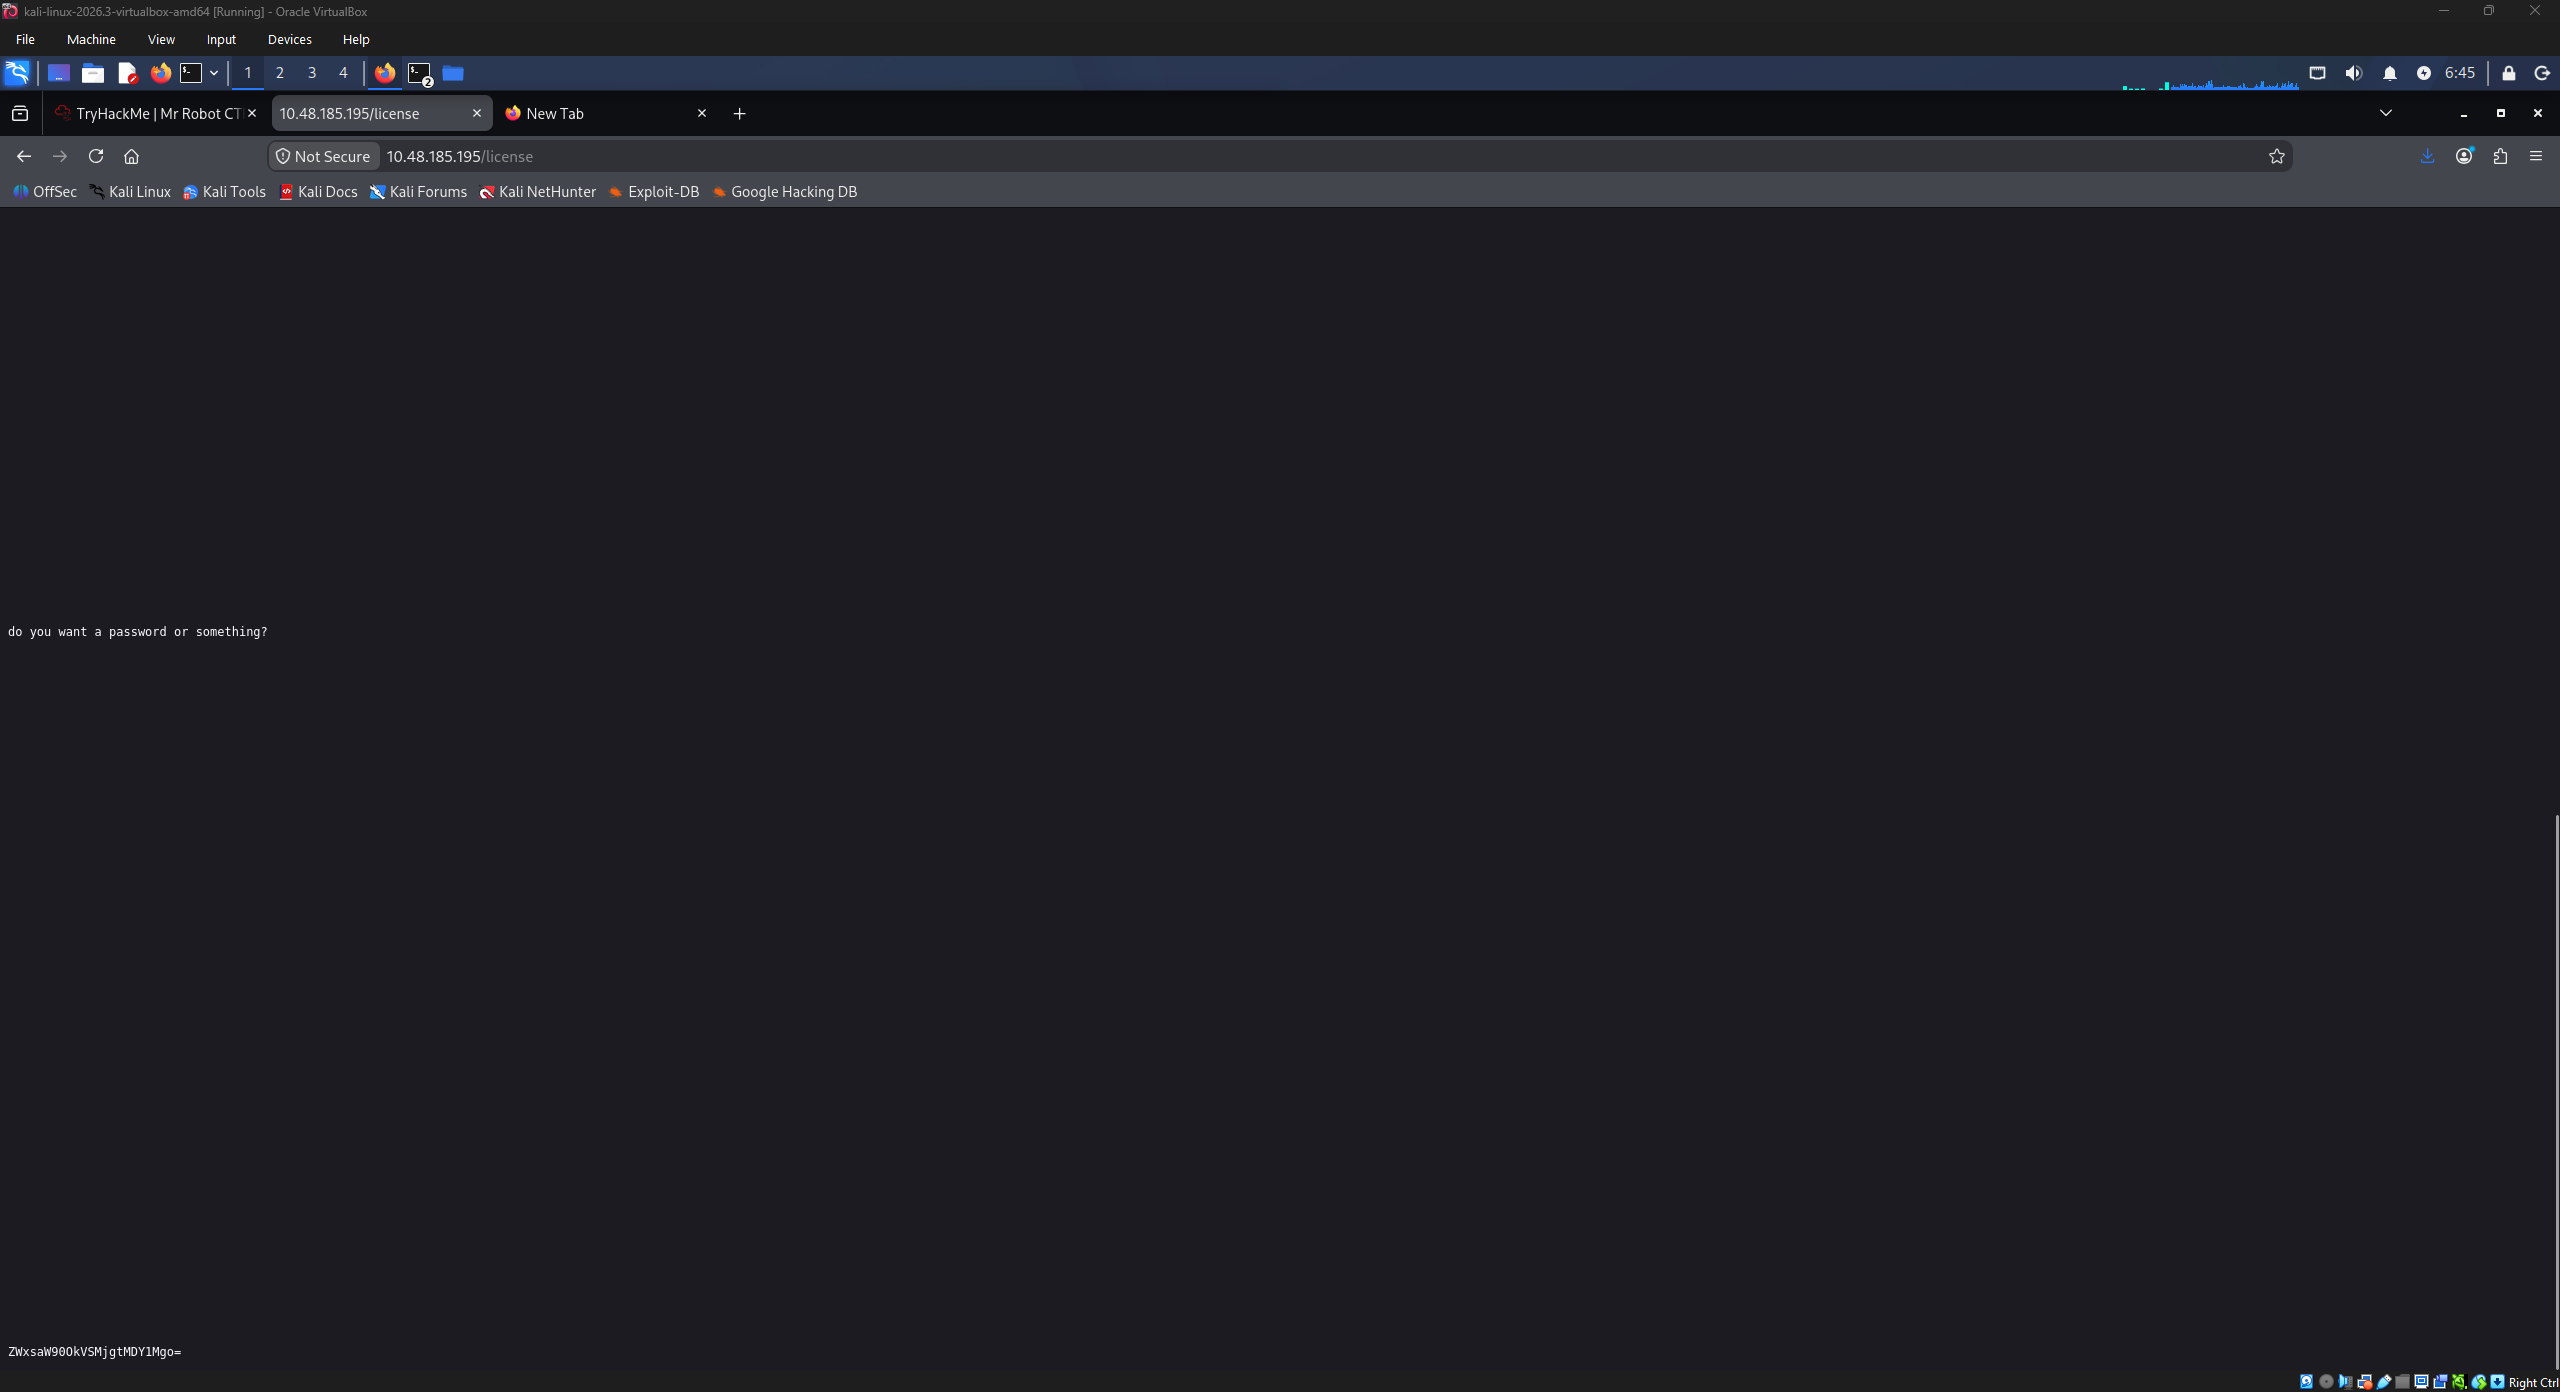 kali-linux-2026.3-virtualbox-amd64 [Running] - Oracle VirtualBox
File Machine View Input Devices Help
1 2 3 4 2 6:45
TryHackMe | Mr Robot CT 10.48.185.195/license New Tab
Not Secure 10.48.185.195/license
OffSec Kali Linux Kali Tools Kali Docs Kali Forums Kali NetHunter Exploit-DB Google Hacking DB
do you want a password or something?
ZWxsaW90OkVSMjgtMDY1Mgo=
Right Ctrl